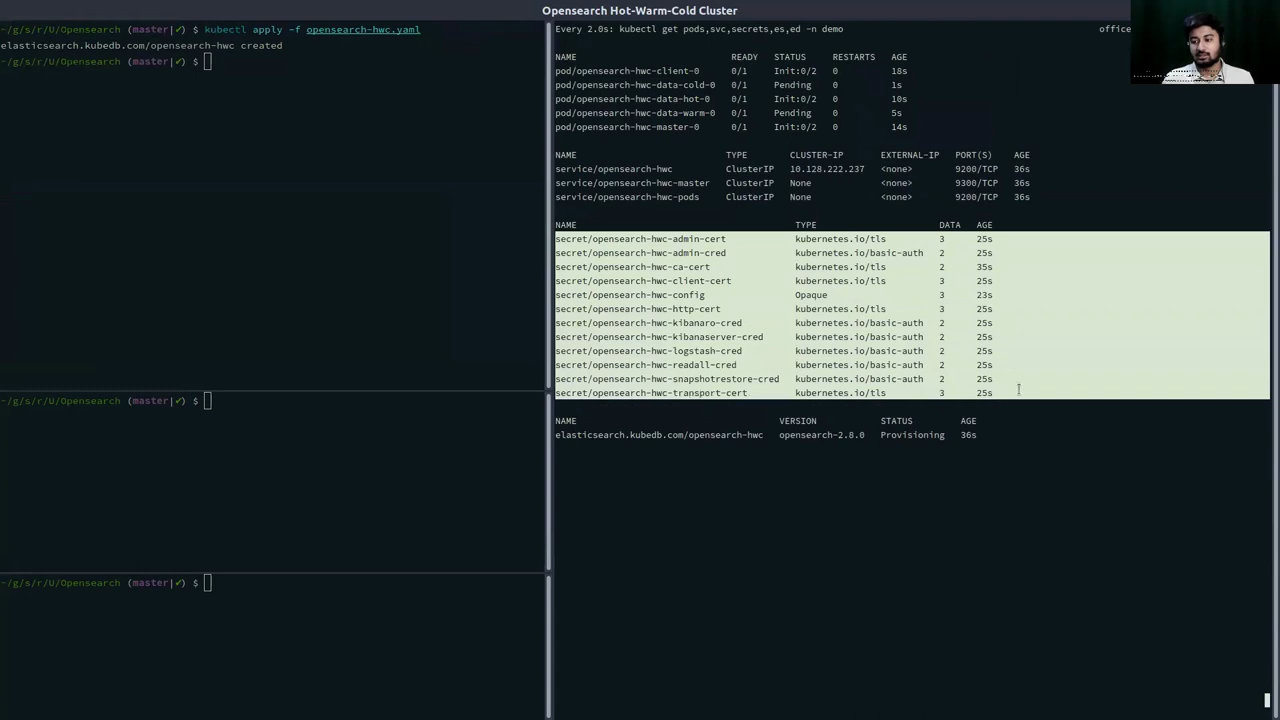 Opensearch Hot-Warm-Cold Cluster
~/g/s/r/U/Opensearch (master|✓) $ kubectl apply -f opensearch-hwc.yaml
elasticsearch.kubedb.com/opensearch-hwc created
~/g/s/r/U/Opensearch (master|✓) $
~/g/s/r/U/Opensearch (master|✓) $
~/g/s/r/U/Opensearch (master|✓) $
Every 2.0s: kubectl get pods,svc,secrets,es,ed -n demo office
NAME READY STATUS RESTARTS AGE
pod/opensearch-hwc-client-0 0/1 Init:0/2 0 18s
pod/opensearch-hwc-data-cold-0 0/1 Pending 0 1s
pod/opensearch-hwc-data-hot-0 0/1 Init:0/2 0 10s
pod/opensearch-hwc-data-warm-0 0/1 Pending 0 5s
pod/opensearch-hwc-master-0 0/1 Init:0/2 0 14s
NAME TYPE CLUSTER-IP EXTERNAL-IP PORT(S) AGE
service/opensearch-hwc ClusterIP 10.128.222.237 <none> 9200/TCP 36s
service/opensearch-hwc-master ClusterIP None <none> 9300/TCP 36s
service/opensearch-hwc-pods ClusterIP None <none> 9200/TCP 36s
NAME TYPE DATA AGE
secret/opensearch-hwc-admin-cert kubernetes.io/tls 3 25s
secret/opensearch-hwc-admin-cred kubernetes.io/basic-auth 2 25s
secret/opensearch-hwc-ca-cert kubernetes.io/tls 2 35s
secret/opensearch-hwc-client-cert kubernetes.io/tls 3 25s
secret/opensearch-hwc-config Opaque 3 23s
secret/opensearch-hwc-http-cert kubernetes.io/tls 3 25s
secret/opensearch-hwc-kibanaro-cred kubernetes.io/basic-auth 2 25s
secret/opensearch-hwc-kibanaserver-cred kubernetes.io/basic-auth 2 25s
secret/opensearch-hwc-logstash-cred kubernetes.io/basic-auth 2 25s
secret/opensearch-hwc-readall-cred kubernetes.io/basic-auth 2 25s
secret/opensearch-hwc-snapshotrestore-cred kubernetes.io/basic-auth 2 25s
secret/opensearch-hwc-transport-cert kubernetes.io/tls 3 25s
NAME VERSION STATUS AGE
elasticsearch.kubedb.com/opensearch-hwc opensearch-2.8.0 Provisioning 36s